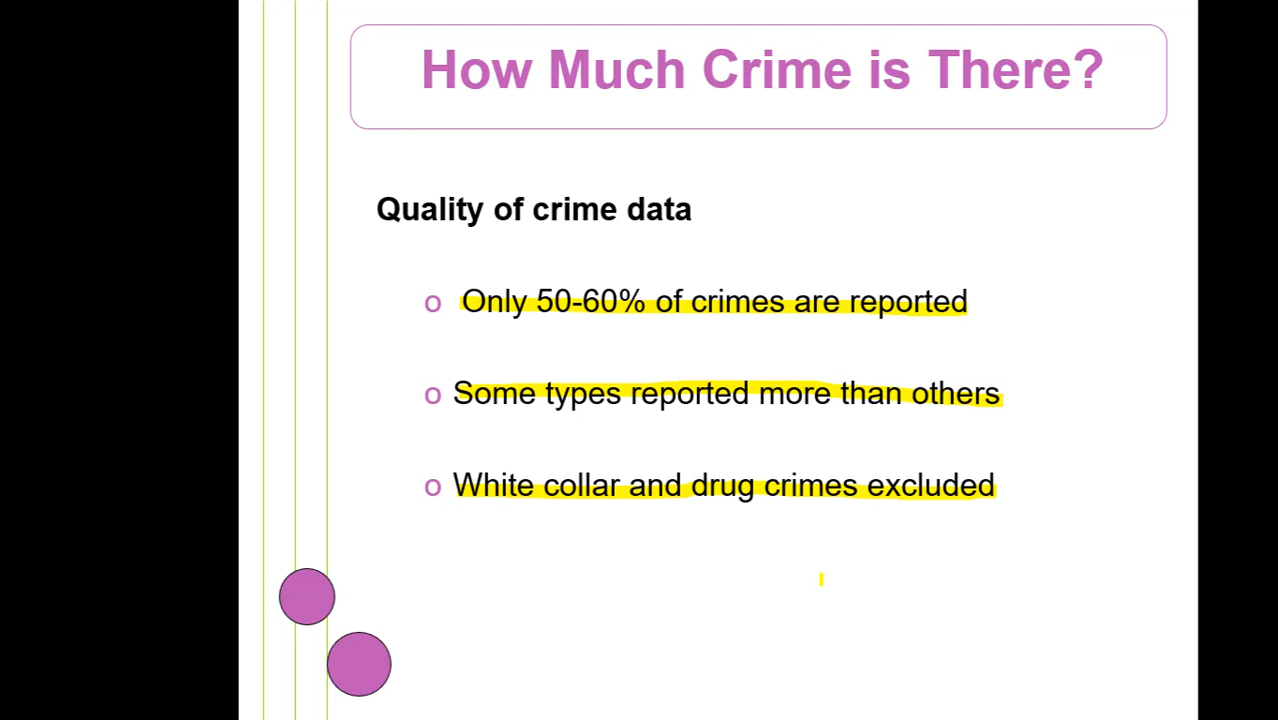 How Much Crime is There?
Quality of crime data
o Only 50-60% of crimes are reported
o Some types reported more than others
o White collar and drug crimes excluded